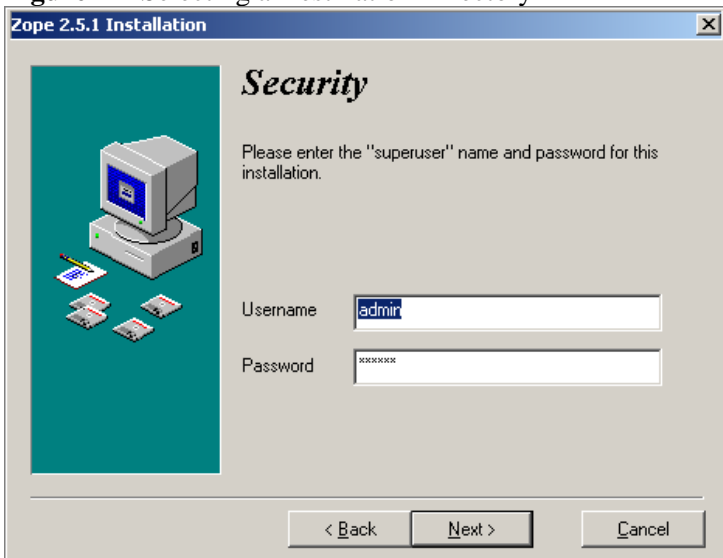 Zope 2.5.1 Installation
Security
Please enter the "superuser" name and password for this
installation.
Username admin
Password ******
< Back Next > Cancel